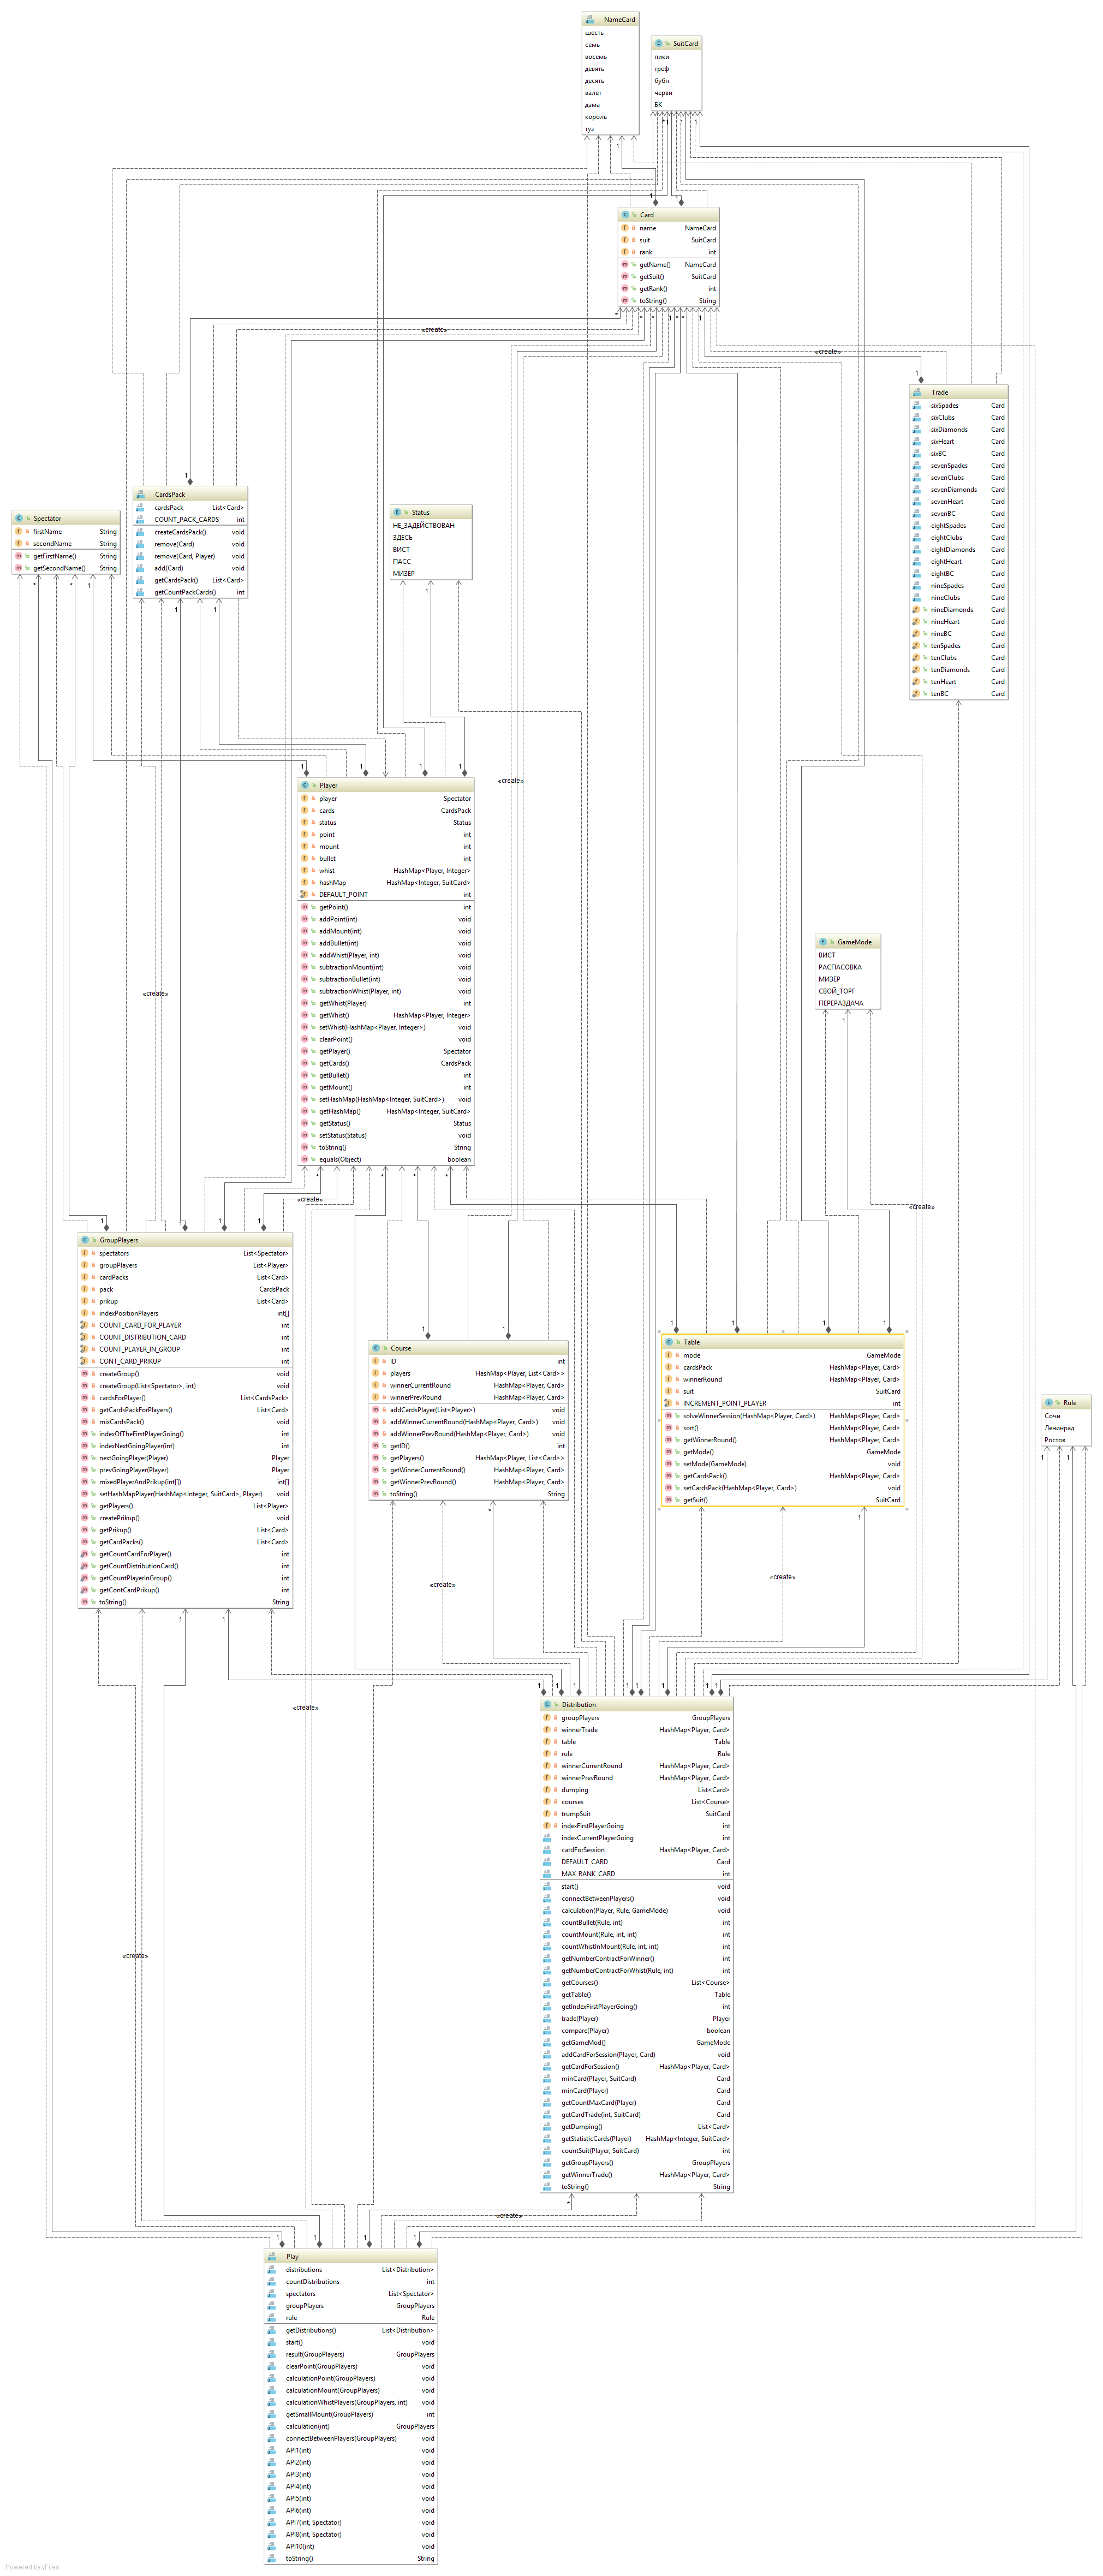 NameCard
шесть
семь
восемь
девять
десять
валет
дама
король
туз
SuitCard
пики
треф
бубн
черви
БК
Card
name NameCard
suit SuitCard
rank int
getName() NameCard
getSuit() SuitCard
getRank() int
toString() String
«create»
«create»
Trade
sixSpades Card
sixClubs Card
sixDiamonds Card
sixHeart Card
sixBC Card
sevenSpades Card
sevenClubs Card
sevenDiamonds Card
sevenHeart Card
sevenBC Card
eightSpades Card
eightClubs Card
eightDiamonds Card
eightHeart Card
eightBC Card
nineSpades Card
nineClubs Card
nineDiamonds Card
nineHeart Card
nineBC Card
tenSpades Card
tenClubs Card
tenDiamonds Card
tenHeart Card
tenBC Card
CardsPack
cardsPack List<Card>
COUNT_PACK_CARDS int
createCardsPack() void
remove(Card) void
remove(Card, Player) void
add(Card) void
getCardsPack() List<Card>
getCountPackCards() int
Spectator
firstName String
secondName String
getFirstName() String
getSecondName() String
Status
НЕ_ЗАДЕЙСТВОВАН
ЗДЕСЬ
ВИСТ
ПАСС
МИЗЕР
«create»
Player
player Spectator
cards CardsPack
status Status
point int
mount int
bullet int
whist HashMap<Player, Integer>
hashMap HashMap<Integer, SuitCard>
DEFAULT_POINT int
getPoint() int
addPoint(int) void
addMount(int) void
addBullet(int) void
addWhist(Player, int) void
subtractionMount(int) void
subtractionBullet(int) void
subtractionWhist(Player, int) void
getWhist(Player) int
getWhist() HashMap<Player, Integer>
setWhist(HashMap<Player, Integer>) void
clearPoint() void
getPlayer() Spectator
getCards() CardsPack
getBullet() int
getMount() int
setHashMap(HashMap<Integer, SuitCard>) void
getHashMap() HashMap<Integer, SuitCard>
getStatus() Status
setStatus(Status) void
toString() String
equals(Object) boolean
GameMode
ВИСТ
РАСПАСОВКА
МИЗЕР
СВОЙ_ТОРГ
ПЕРЕРАЗДАЧА
«create»
«create»
«create»
GroupPlayers
spectators List<Spectator>
groupPlayers List<Player>
cardPacks List<Card>
pack CardsPack
prikup List<Card>
indexPositionPlayers int[]
COUNT_CARD_FOR_PLAYER int
COUNT_DISTRIBUTION_CARD int
COUNT_PLAYER_IN_GROUP int
CONT_CARD_PRIKUP int
createGroup() void
createGroup(List<Spectator>, int) void
cardsForPlayer() List<CardsPack>
getCardsPackForPlayers() List<Card>
mixCardsPack() void
indexOfTheFirstPlayerGoing() int
indexNextGoingPlayer(int) int
nextGoingPlayer(Player) Player
prevGoingPlayer(Player) Player
mixedPlayerAndPrikup(int[]) int[]
setHashMapPlayer(HashMap<Integer, SuitCard>, Player) void
getPlayers() List<Player>
createPrikup() void
getPrikup() List<Card>
getCardPacks() List<Card>
getCountCardForPlayer() int
getCountDistributionCard() int
getCountPlayerInGroup() int
getContCardPrikup() int
toString() String
Course
ID int
players HashMap<Player, List<Card>>
winnerCurrentRound HashMap<Player, Card>
winnerPrevRound HashMap<Player, Card>
addCardsPlayer(List<Player>) void
addWinnerCurrentRound(HashMap<Player, Card>) void
addWinnerPrevRound(HashMap<Player, Card>) void
getID() int
getPlayers() HashMap<Player, List<Card>>
getWinnerCurrentRound() HashMap<Player, Card>
getWinnerPrevRound() HashMap<Player, Card>
toString() String
Table
mode GameMode
cardsPack HashMap<Player, Card>
winnerRound HashMap<Player, Card>
suit SuitCard
INCREMENT_POINT_PLAYER int
solveWinnerSession(HashMap<Player, Card>) HashMap<Player, Card>
sort() HashMap<Player, Card>
getWinnerRound() HashMap<Player, Card>
getMode() GameMode
setMode(GameMode) void
getCardsPack() HashMap<Player, Card>
setCardsPack(HashMap<Player, Card>) void
getSuit() SuitCard
Rule
Сочи
Ленинград
Ростов
«create»
«create»
«create»
Distribution
groupPlayers GroupPlayers
winnerTrade HashMap<Player, Card>
table Table
rule Rule
winnerCurrentRound HashMap<Player, Card>
winnerPrevRound HashMap<Player, Card>
dumping List<Card>
courses List<Course>
trumpSuit SuitCard
indexFirstPlayerGoing int
indexCurrentPlayerGoing int
cardForSession HashMap<Player, Card>
DEFAULT_CARD Card
MAX_RANK_CARD int
start() void
connectBetweenPlayers() void
calculation(Player, Rule, GameMode) void
countBullet(Rule, int) int
countMount(Rule, int, int) int
countWhistInMount(Rule, int, int) int
getNumberContractForWinner() int
getNumberContractForWhist(Rule, int) int
getCourses() List<Course>
getTable() Table
getIndexFirstPlayerGoing() int
trade(Player) Player
compare(Player) boolean
getGameMod() GameMode
addCardForSession(Player, Card) void
getCardForSession() HashMap<Player, Card>
minCard(Player, SuitCard) Card
minCard(Player) Card
getCountMaxCard(Player) Card
getCardTrade(int, SuitCard) Card
getDumping() List<Card>
getStatisticCards(Player) HashMap<Integer, SuitCard>
countSuit(Player, SuitCard) int
getGroupPlayers() GroupPlayers
getWinnerTrade() HashMap<Player, Card>
toString() String
«create»
«create»
Play
distributions List<Distribution>
countDistributions int
spectators List<Spectator>
groupPlayers GroupPlayers
rule Rule
getDistributions() List<Distribution>
start() void
result(GroupPlayers) GroupPlayers
clearPoint(GroupPlayers) void
calculationPoint(GroupPlayers) void
calculationMount(GroupPlayers) void
calculationWhistPlayers(GroupPlayers, int) void
getSmallMount(GroupPlayers) int
calculation(int) GroupPlayers
connectBetweenPlayers(GroupPlayers) void
API1(int) void
API2(int) void
API3(int) void
API4(int) void
API5(int) void
API6(int) void
API7(int, Spectator) void
API8(int, Spectator) void
API10(int) void
toString() String
Powered by yFiles